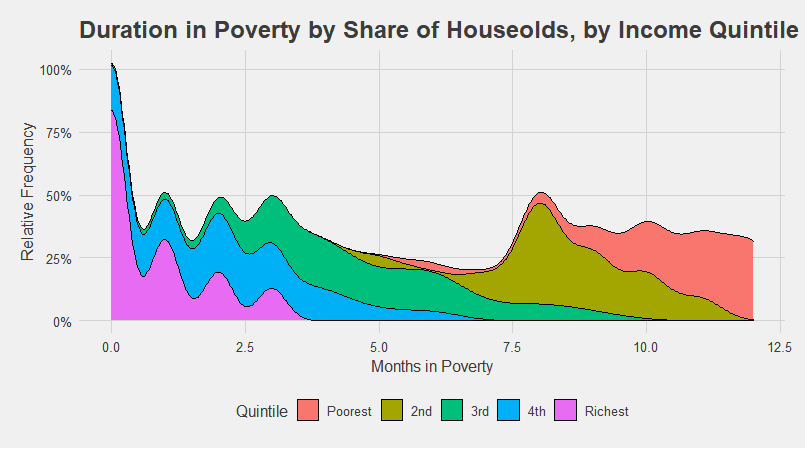 Duration in Poverty by Share of Houseolds, by Income Quintile
Relative Frequency
100%
75%
50%
25%
0%
0.0 2.5 5.0 7.5 10.0 12.5
Months in Poverty
Quintile Poorest 2nd 3rd 4th Richest